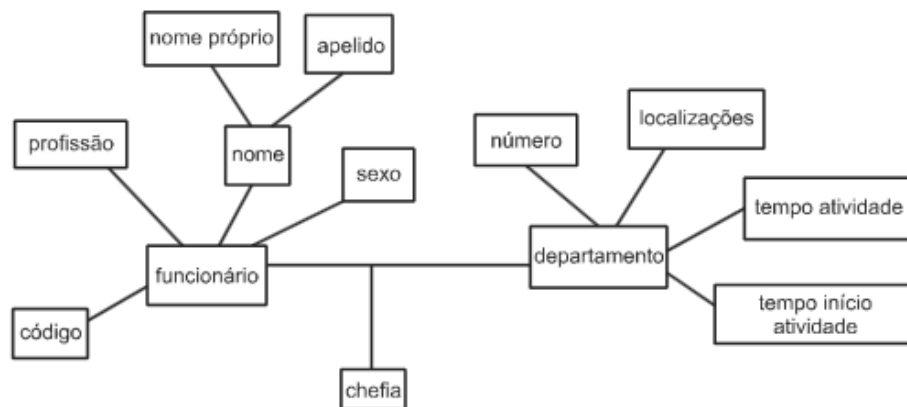 nome próprio
apelido
profissão
nome
sexo
número
localizações
tempo atividade
funcionário
departamento
código
tempo início
atividade
chefia